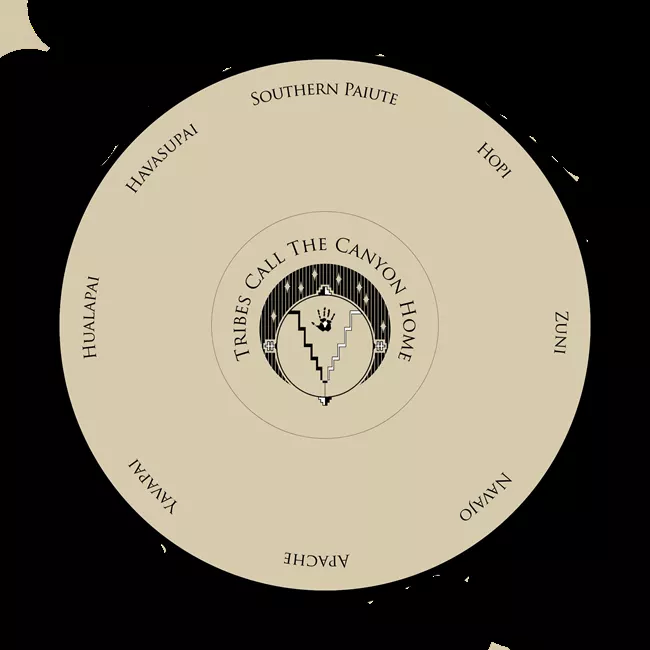 Southern Paiute
Hopi
Zuni
Navajo
Apache
Yavapai
Hualapai
Havasupai
Tribes Call The Canyon Home